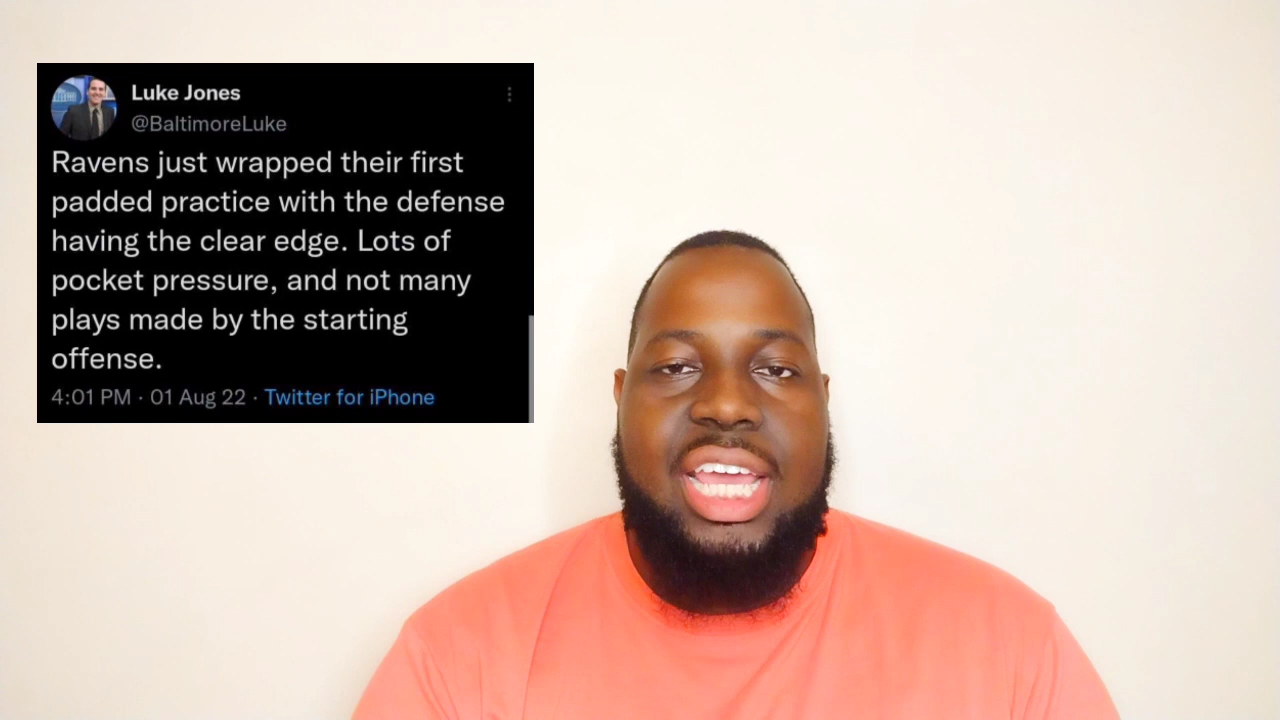 Luke Jones
@BaltimoreLuke
Ravens just wrapped their first
padded practice with the defense
having the clear edge. Lots of
pocket pressure, and not many
plays made by the starting
offense.
4:01 PM · 01 Aug 22 · Twitter for iPhone